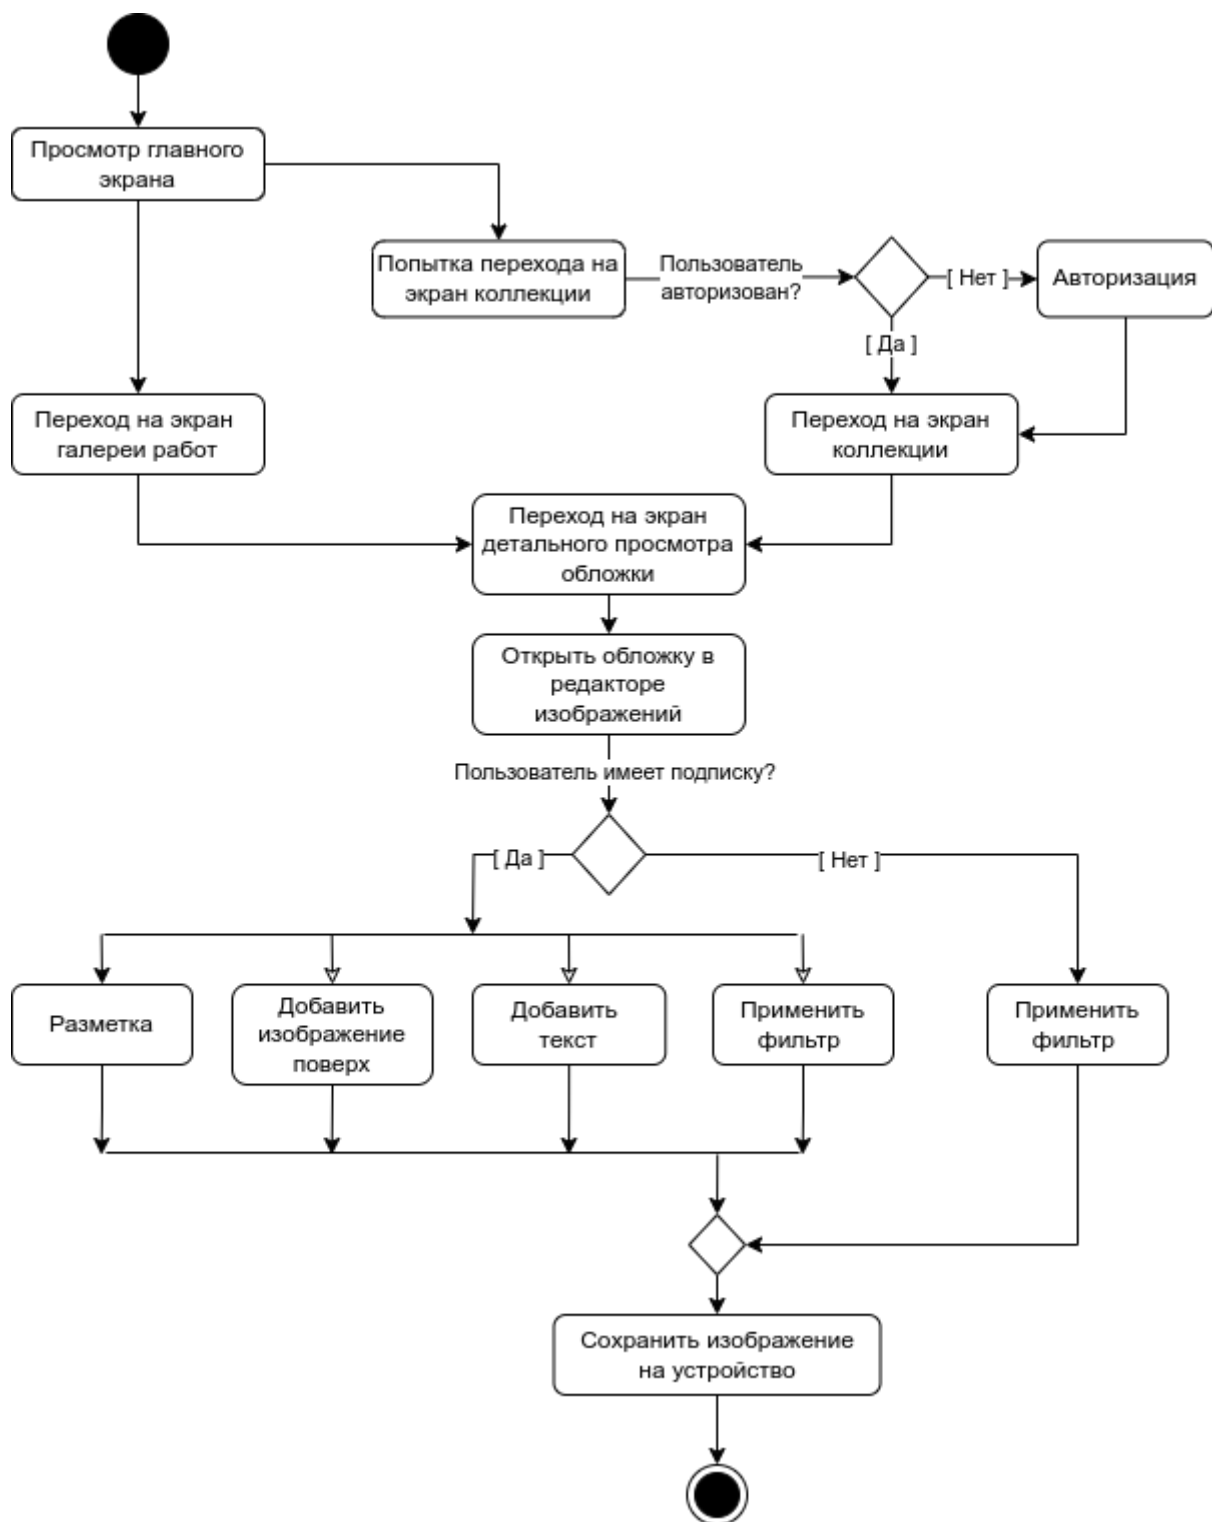 Просмотр главного
экрана
Попытка перехода на
экран коллекции
Пользователь
авторизован?
[ Нет ]
Авторизация
[ Да ]
Переход на экран
галереи работ
Переход на экран
коллекции
Переход на экран
детального просмотра
обложки
Открыть обложку в
редакторе
изображений
Пользователь имеет подписку?
[ Да ]
[ Нет ]
Разметка
Добавить
изображение
поверх
Добавить
текст
Применить
фильтр
Применить
фильтр
Сохранить изображение
на устройство